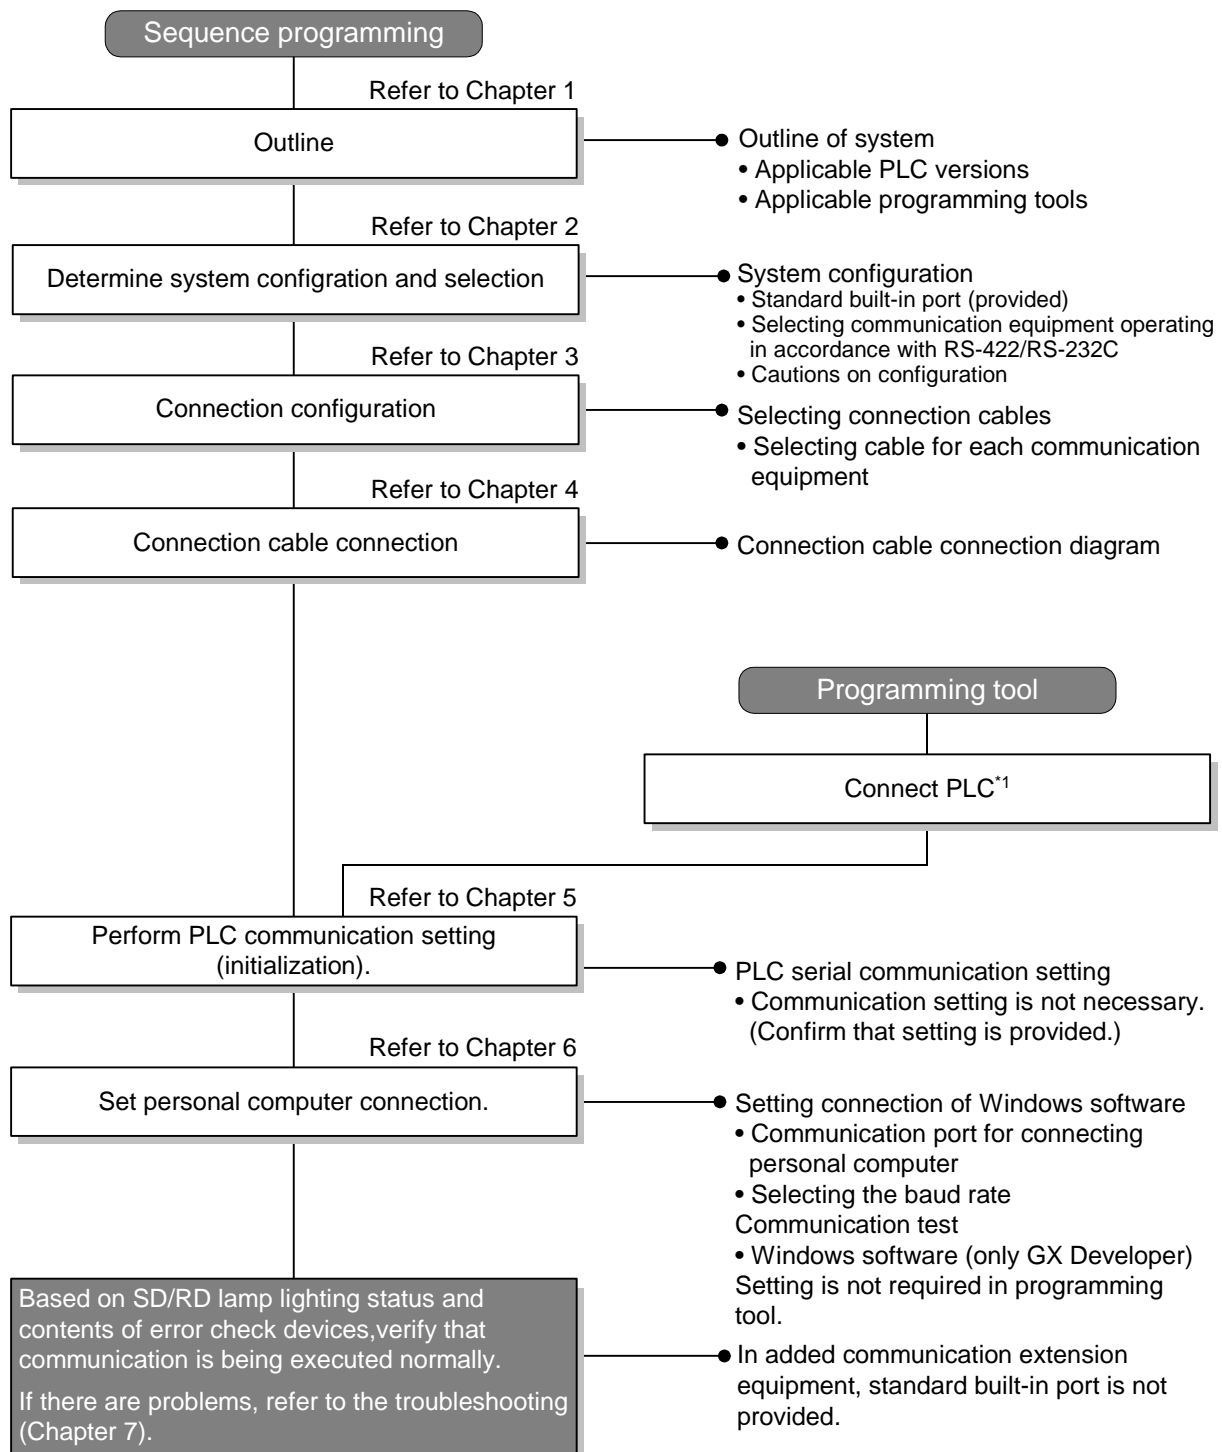 Sequence programming
Refer to Chapter 1
Outline
Outline of system
• Applicable PLC versions
• Applicable programming tools
Refer to Chapter 2
Determine system configration and selection
System configuration
• Standard built-in port (provided)
• Selecting communication equipment operating
in accordance with RS-422/RS-232C
• Cautions on configuration
Refer to Chapter 3
Connection configuration
Selecting connection cables
• Selecting cable for each communication
equipment
Refer to Chapter 4
Connection cable connection
Connection cable connection diagram
Programming tool
Connect PLC*1
Refer to Chapter 5
Perform PLC communication setting
(initialization).
PLC serial communication setting
• Communication setting is not necessary.
(Confirm that setting is provided.)
Refer to Chapter 6
Set personal computer connection.
Setting connection of Windows software
• Communication port for connecting
personal computer
• Selecting the baud rate
Communication test
• Windows software (only GX Developer)
Setting is not required in programming
tool.
Based on SD/RD lamp lighting status and
contents of error check devices,verify that
communication is being executed normally.
If there are problems, refer to the troubleshooting
(Chapter 7).
In added communication extension
equipment, standard built-in port is not
provided.